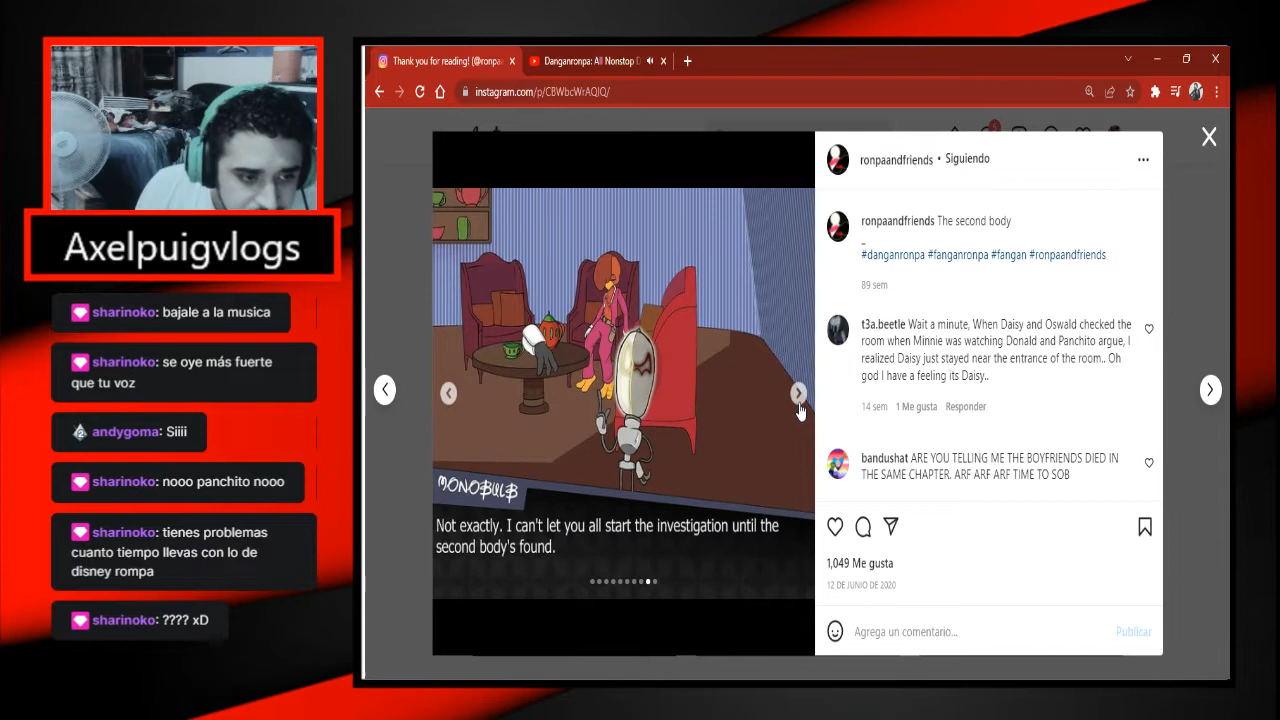 Axelpuigvlogs
sharinoko: bajale a la musica
sharinoko: se oye más fuerte
que tu voz
andygoma: Siiii
sharinoko: nooo panchito nooo
sharinoko: tienes problemas
cuanto tiempo llevas con lo de
disney rompa
sharinoko: ???? xD
Thank you for reading! (@ronpa
Danganronpa: All Nonstop D
instagram.com/p/CBWbcWrAQIQ/
MONOBULB
Not exactly. I can't let you all start the investigation until the
second body's found.
ronpaandfriends • Siguiendo
ronpaandfriends The second body
_
#danganronpa #fanganronpa #fangan #ronpaandfriends
89 sem
t3a.beetle Wait a minute, When Daisy and Oswald checked the
room when Minnie was watching Donald and Panchito argue, I
realized Daisy just stayed near the entrance of the room.. Oh
god I have a feeling its Daisy..
14 sem 1 Me gusta Responder
bandushat ARE YOU TELLING ME THE BOYFRIENDS DIED IN
THE SAME CHAPTER. ARF ARF ARF TIME TO SOB
1,049 Me gusta
12 DE JUNIO DE 2020
Agrega un comentario...
Publicar